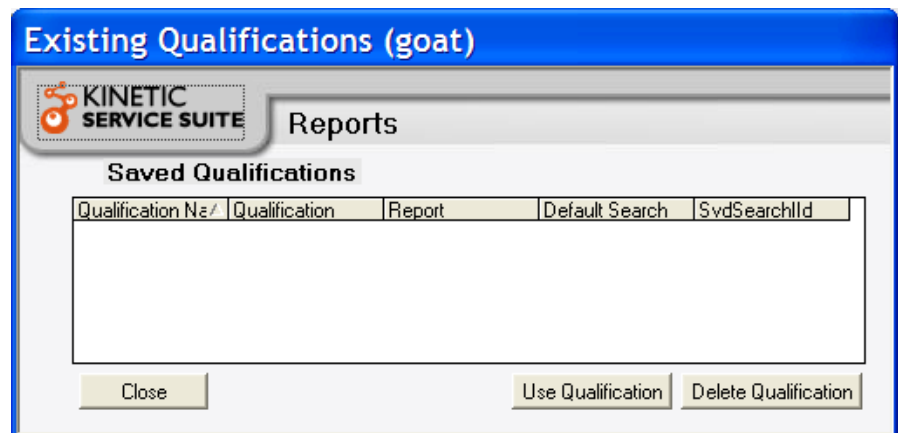 Existing Qualifications (goat)
KINETIC
SERVICE SUITE
Reports
Saved Qualifications
Qualification Na Qualification Report Default Search SvdSearchIId
Close Use Qualification Delete Qualification